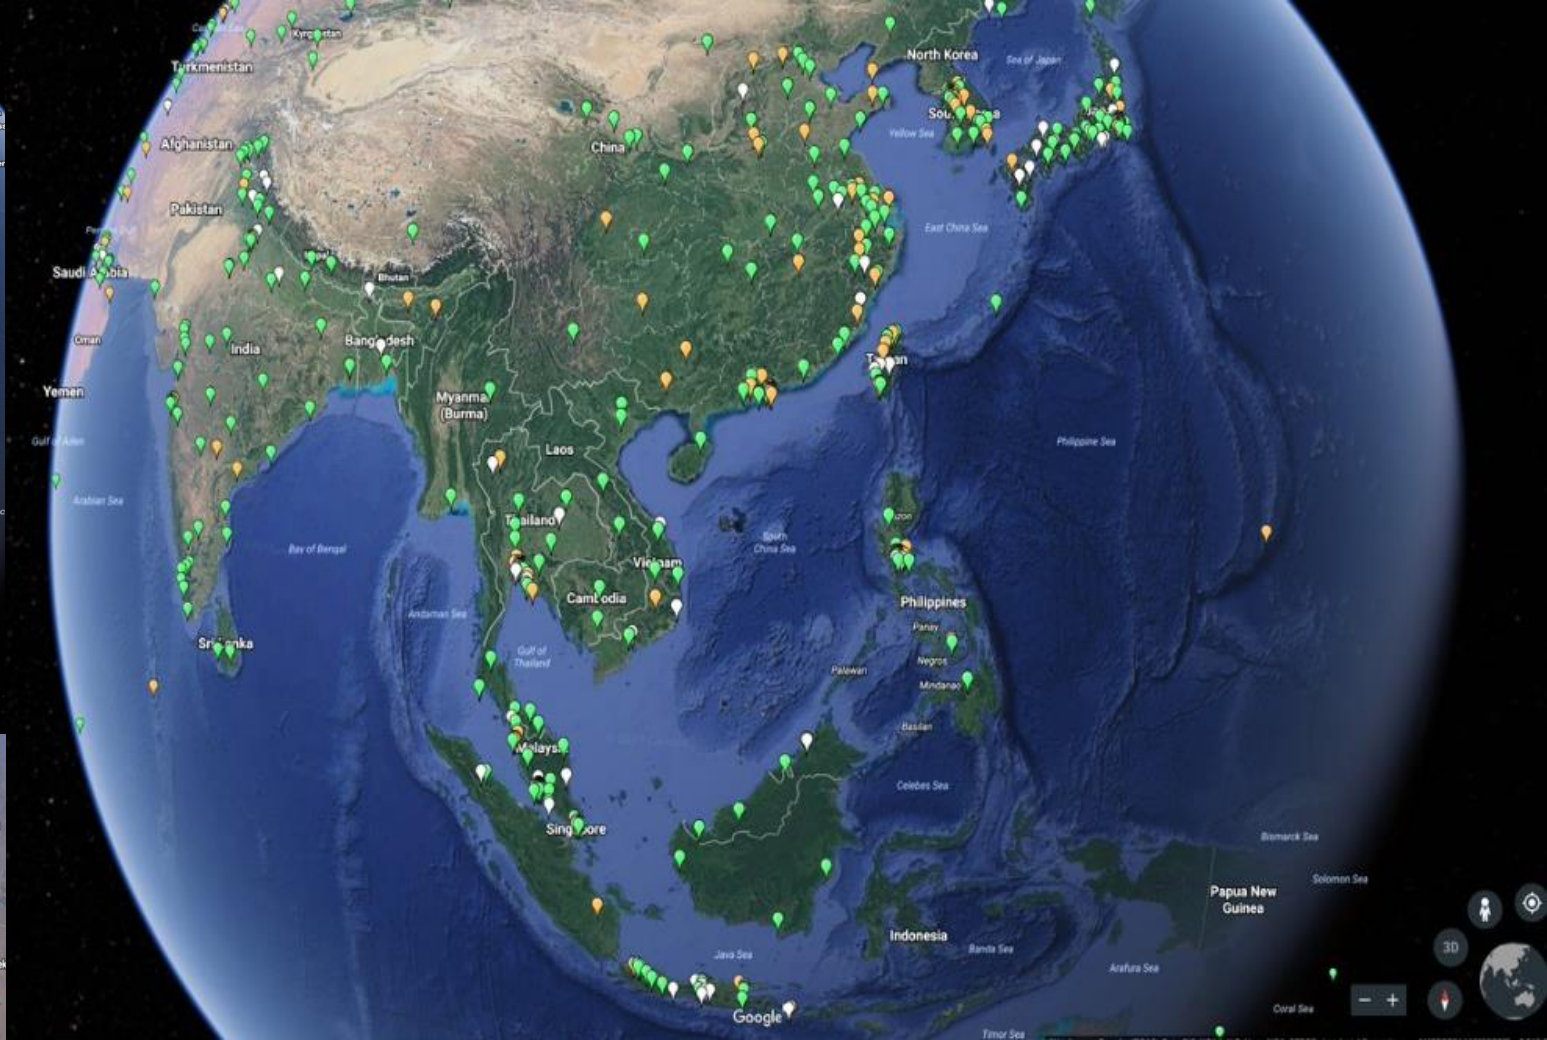 Kyrgyzstan
North Korea
Sea of Japan
Turkmenistan
Afghanistan
China
Yellow Sea
Pakistan
East China Sea
Bhutan
Saudi Arabia
Oman
India
Bangladesh
Taiwan
Yemen
Myanmar
(Burma)
Gulf of Aden
Philippine Sea
Laos
Arabian Sea
Thailand
Bay of Bengal
South
China Sea
Vietnam
Cambodia
Philippines
Andaman Sea
Panay
Sri Lanka
Gulf of
Thailand
Negros
Palawan
Mindanao
Basilan
Malaysia
Celebes Sea
Singapore
Bismarck Sea
Solomon Sea
Papua New
Guinea
Indonesia
Banda Sea
3D
Java Sea
Arafura Sea
Coral Sea
Google
Timor Sea